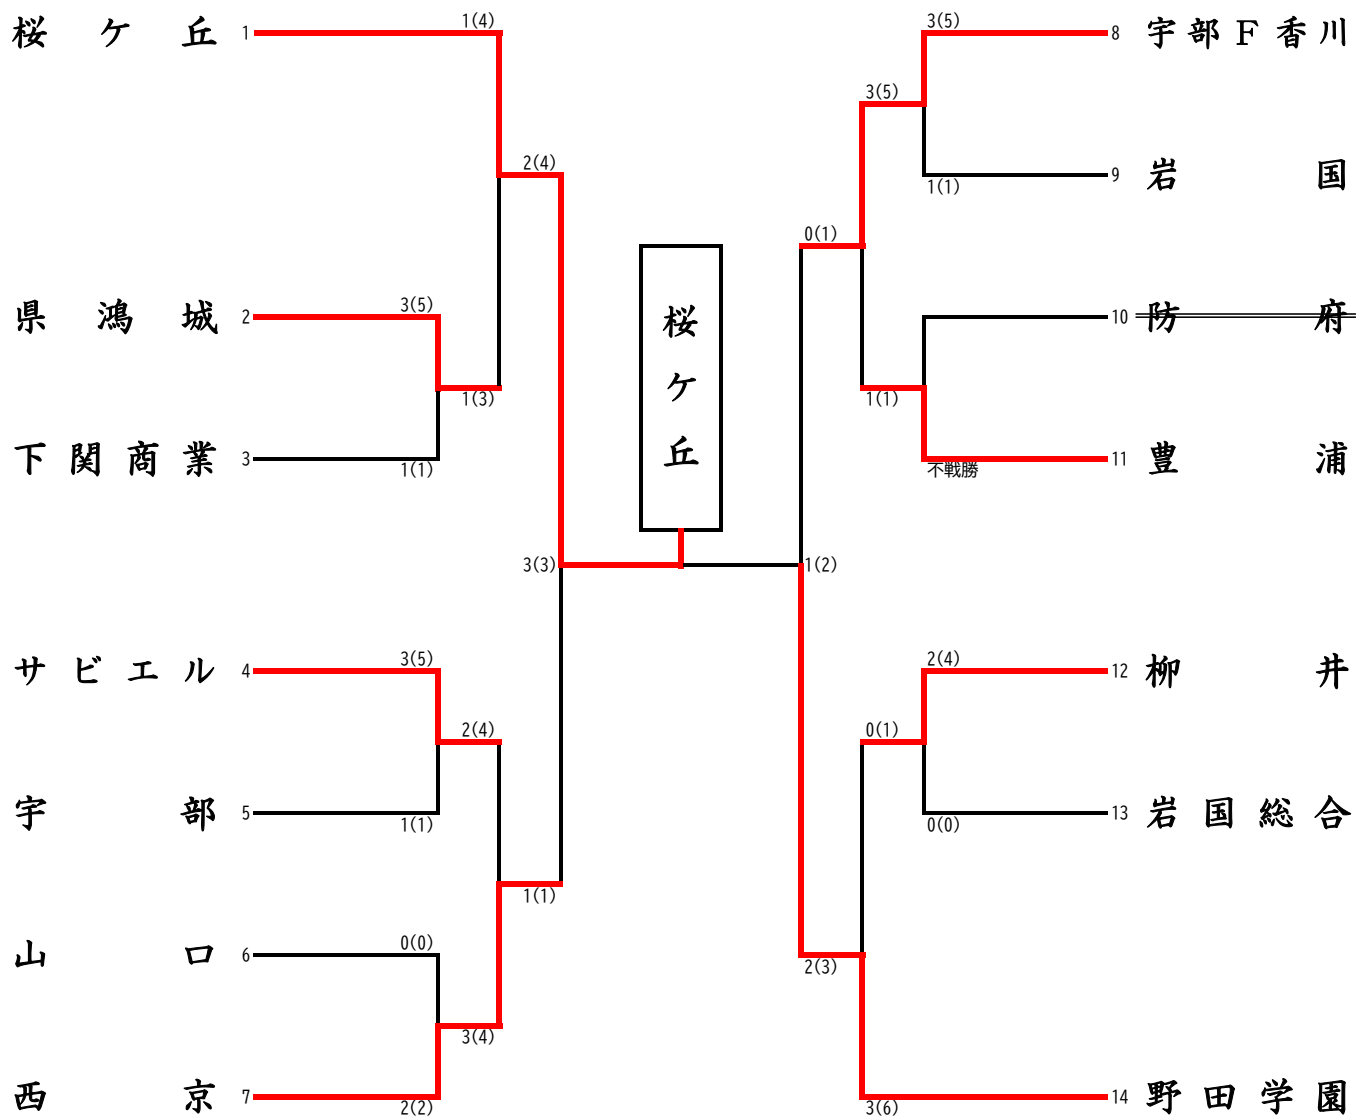 桜ケ丘 1
1(4)
2(4)
県鴻城 2
3(5)
1(3)
下関商業 3
1(1)
3(3)
サビエル 4
3(5)
2(4)
宇部 5
1(1)
1(1)
山口 6
0(0)
3(4)
西京 7
2(2)
桜ケ丘
3(5)
8 宇部F香川
3(5)
1(1)
9 岩国
0(1)
10 防府
1(1)
11 豊浦
不戦勝
1(2)
2(4)
12 柳井
0(1)
13 岩国総合
0(0)
2(3)
14 野田学園
3(6)